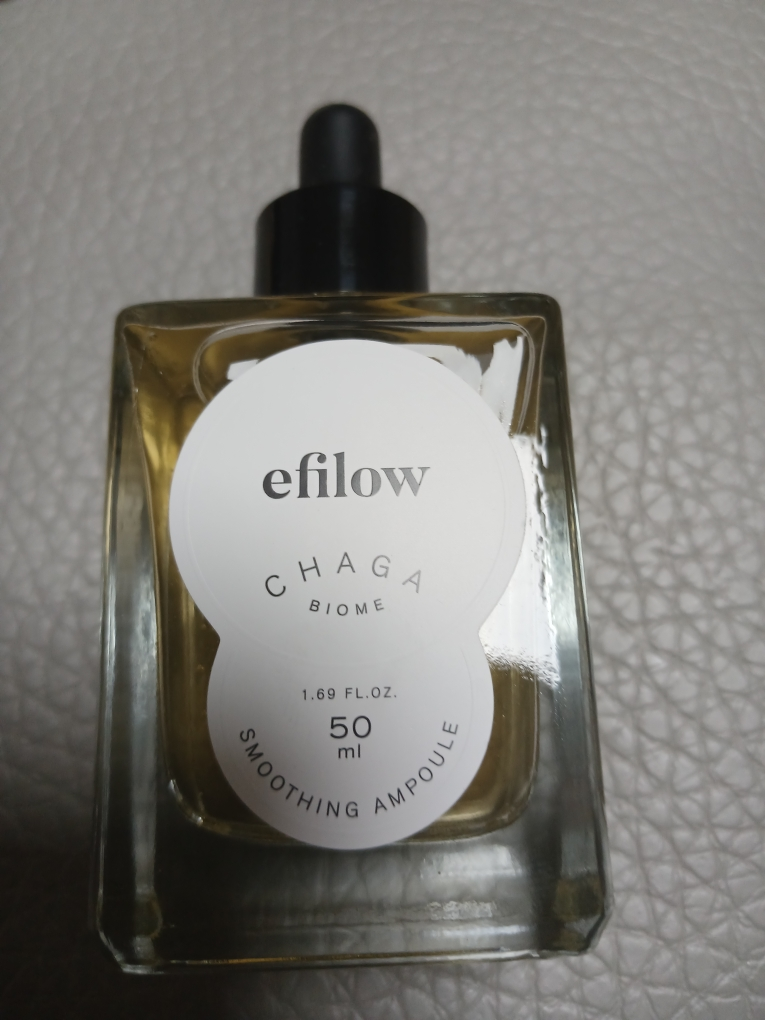 efilow
CHAGA
BIOME
1.69 FL.OZ.
50
ml
SMOOTHING AMPOULE